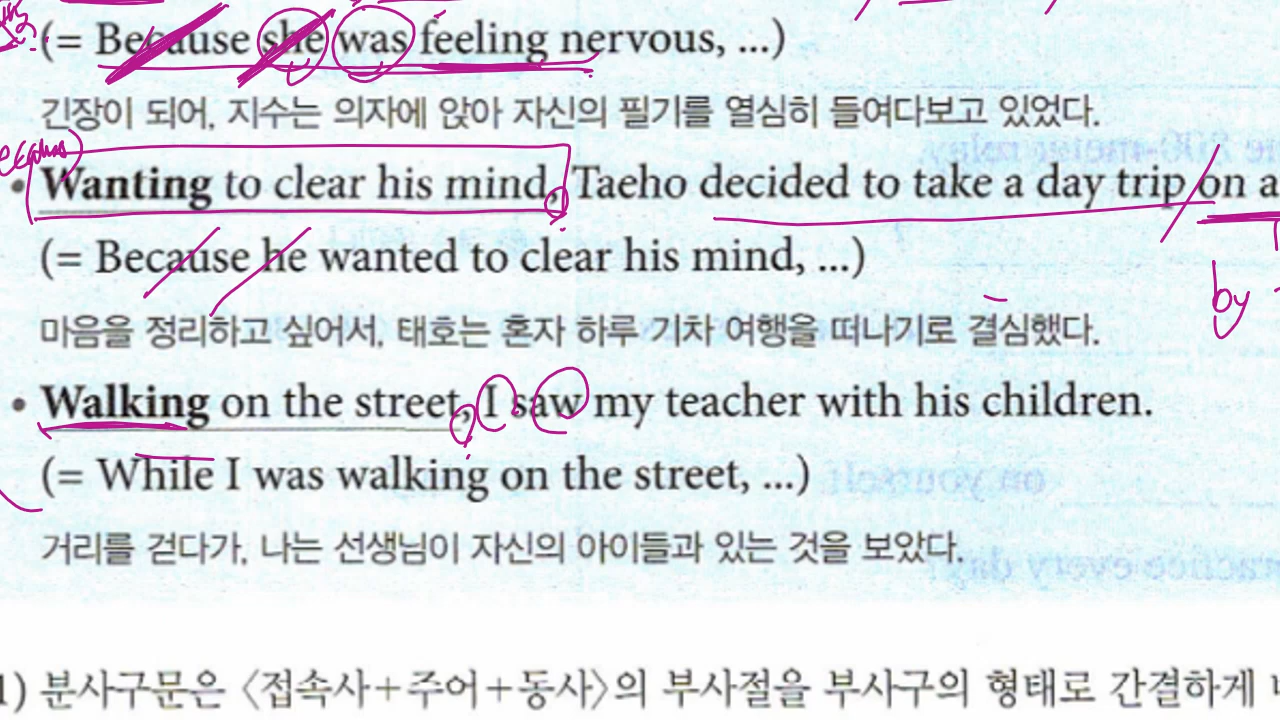 (= Because she was feeling nervous, ...)
긴장이 되어, 지수는 의자에 앉아 자신의 필기를 열심히 들여다보고 있었다.
• Wanting to clear his mind, Taeho decided to take a day trip on a
(= Because he wanted to clear his mind, ...)
by
마음을 정리하고 싶어서, 태호는 혼자 하루 기차 여행을 떠나기로 결심했다.
• Walking on the street, I saw my teacher with his children.
(= While I was walking on the street, ...)
거리를 걷다가, 나는 선생님이 자신의 아이들과 있는 것을 보았다.
1) 분사구문은 〈접속사+주어+동사〉의 부사절을 부사구의 형태로 간결하게